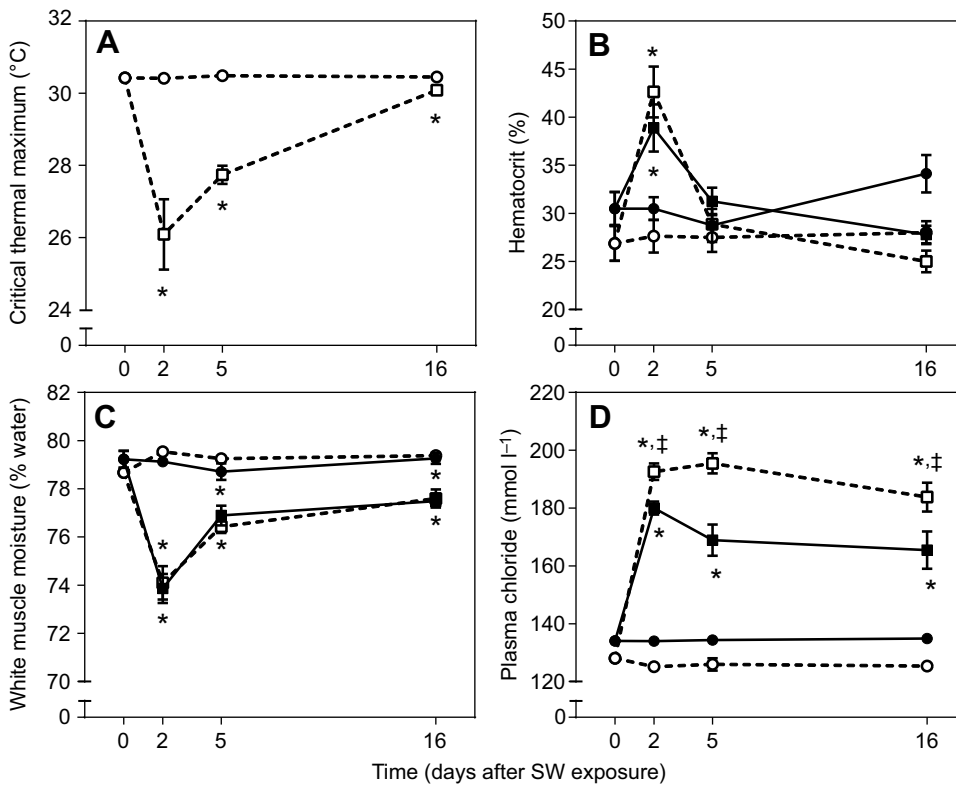 A
Critical thermal maximum (°C)
32
30
28
26
24
0
0 2 5 16
* * *
B
Hematocrit (%)
50
45
40
35
30
25
20
0
0 2 5 16
*
*
C
White muscle moisture (% water)
82
80
78
76
74
72
70
0
0 2 5 16
* * *
* * *
D
Plasma chloride (mmol l−1)
220
200
180
160
140
120
0
0 2 5 16
*,‡ *,‡ *,‡
* * *
Time (days after SW exposure)